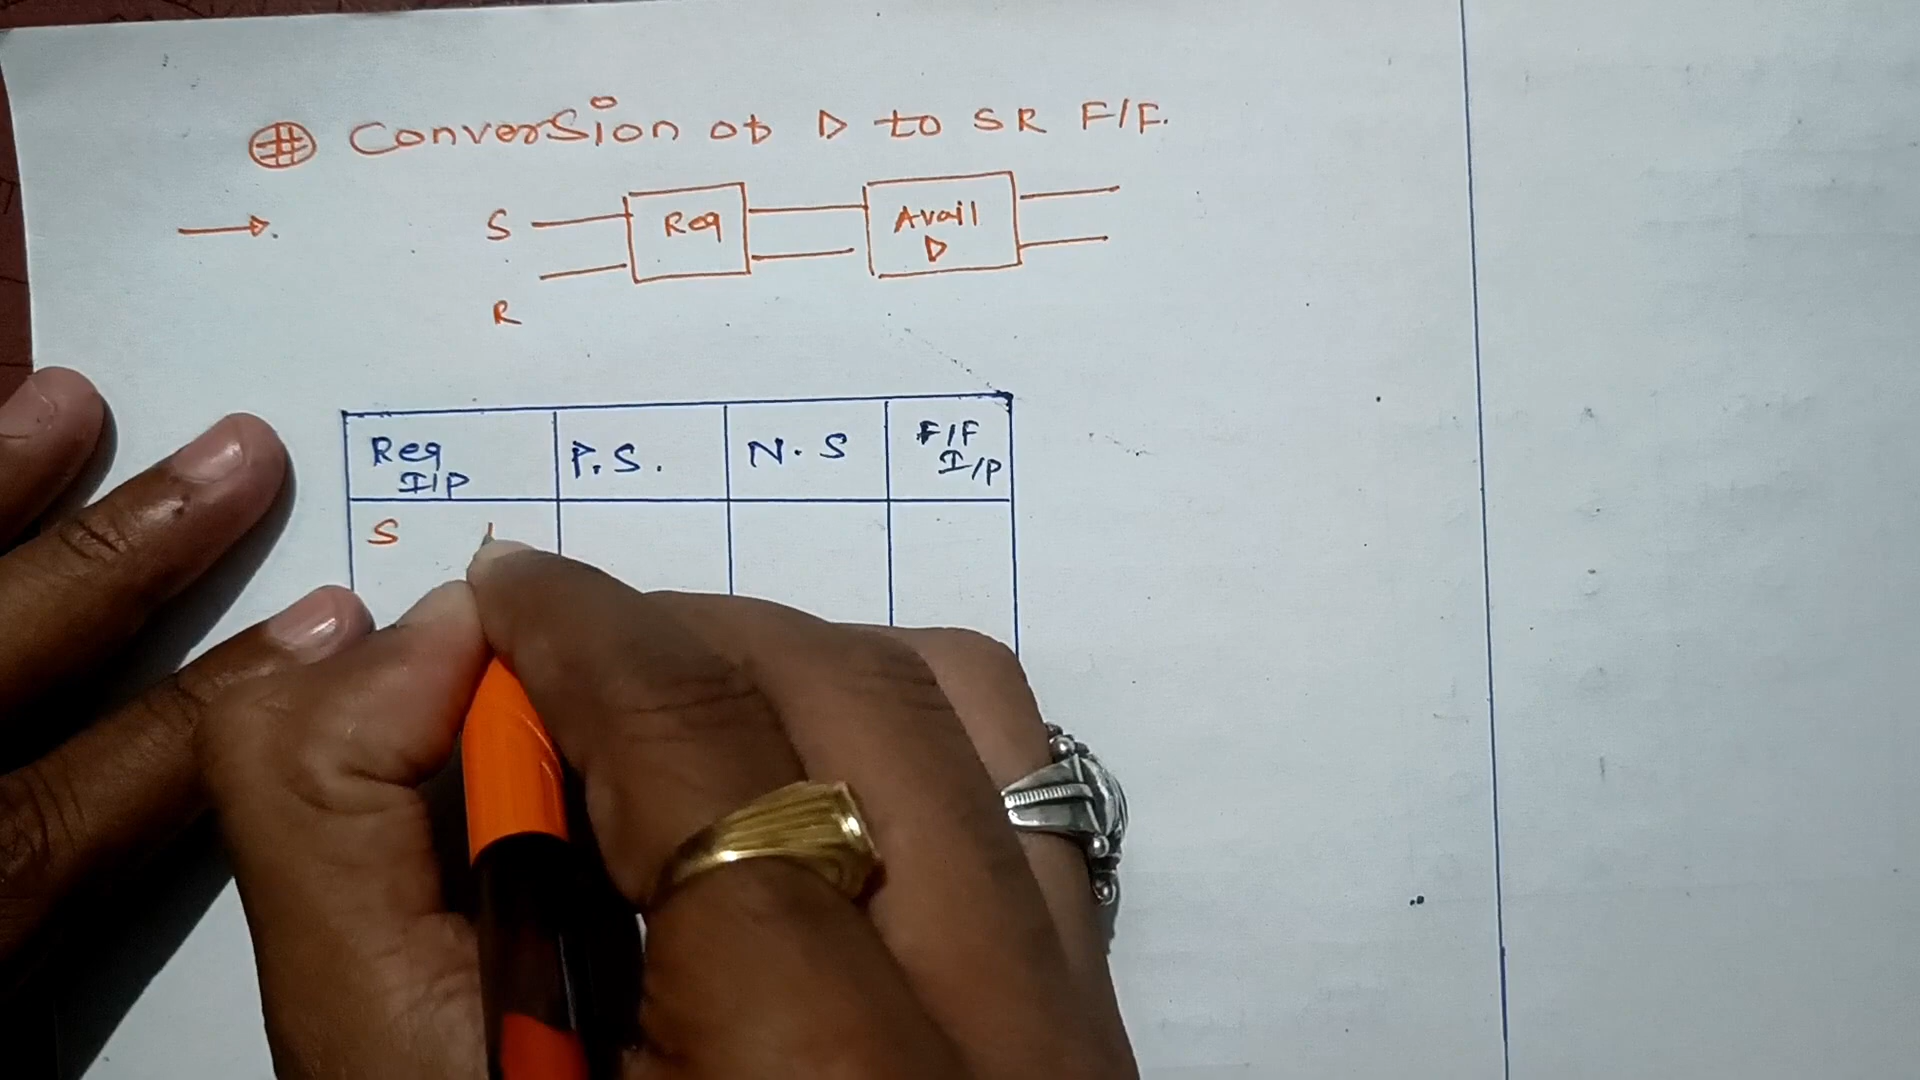 # Conversion of D to SR F/F.
S Req Avail
D
R
Req I/P P.S. N.S F/F I/P
S